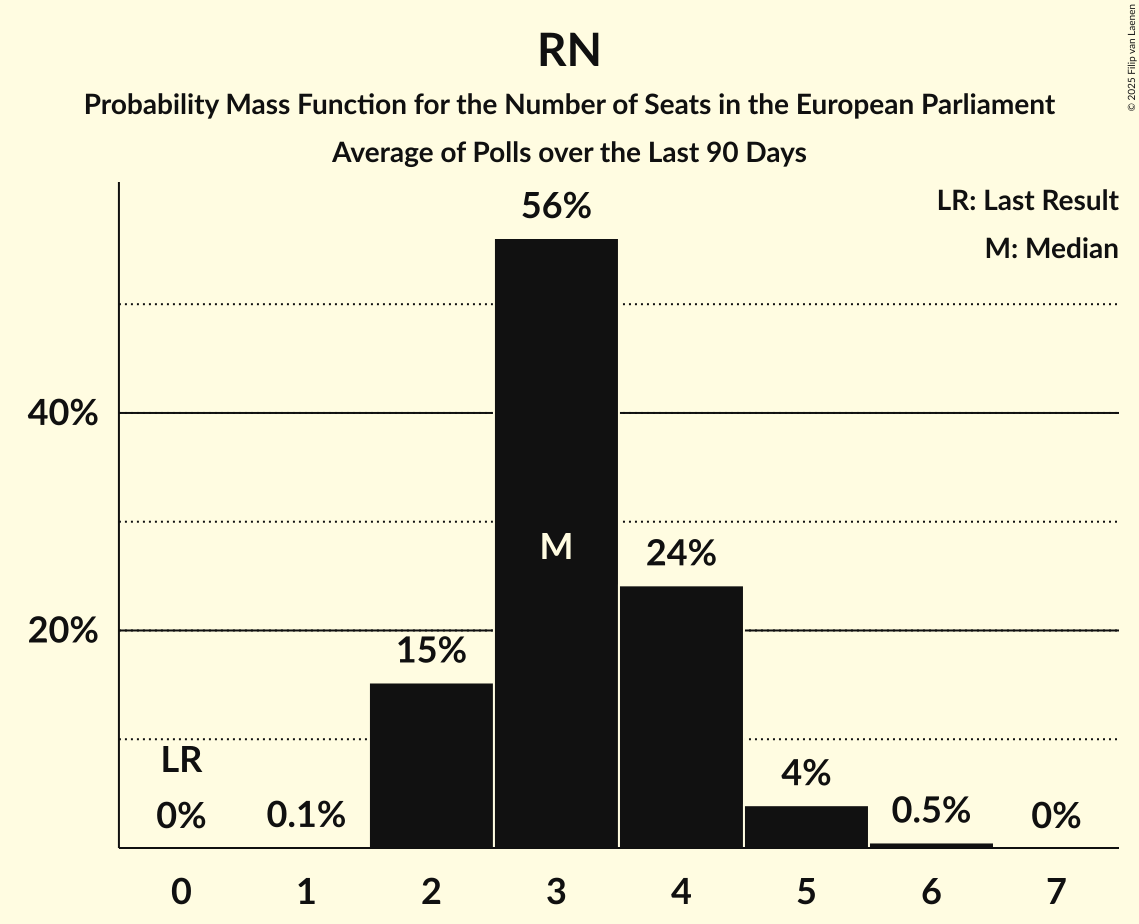 RN
Probability Mass Function for the Number of Seats in the European Parliament
Average of Polls over the Last 90 Days
© 2025 Filip van Laenen
LR: Last Result
M: Median
56%
40%
M
24%
20%
15%
LR
4%
0%
0.1%
0.5%
0%
0 1 2 3 4 5 6 7